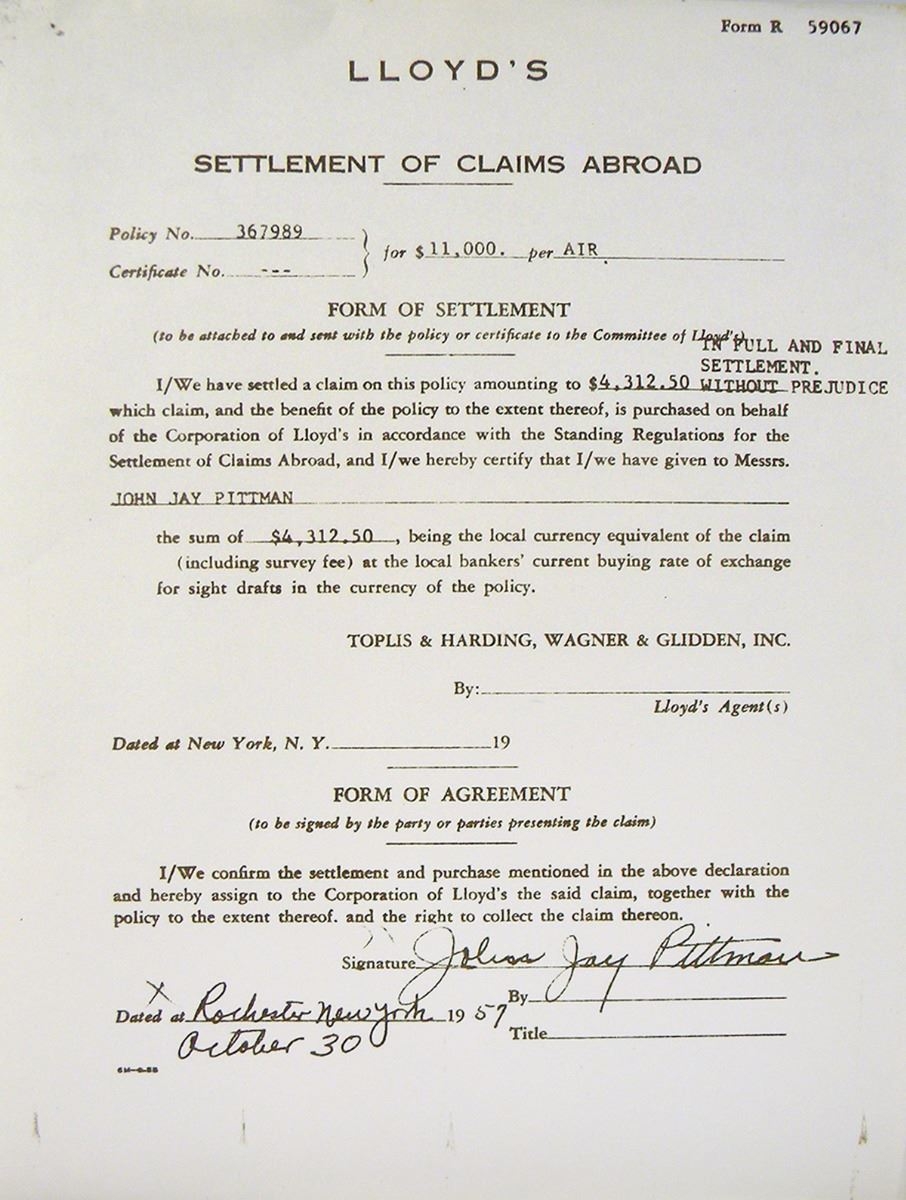 Form R 59067
LLOYD'S
SETTLEMENT OF CLAIMS ABROAD
Policy No. 367989
Certificate No. ---
for $ 11,000. per AIR
FORM OF SETTLEMENT
(to be attached to and sent with the policy or certificate to the Committee of Lloyd's)
IN FULL AND FINAL
SETTLEMENT.
I/We have settled a claim on this policy amounting to $4,312.50 WITHOUT PREJUDICE
which claim, and the benefit of the policy to the extent thereof, is purchased on behalf
of the Corporation of Lloyd's in accordance with the Standing Regulations for the
Settlement of Claims Abroad, and I/we hereby certify that I/we have given to Messrs.
JOHN JAY PITTMAN
the sum of $4,312.50, being the local currency equivalent of the claim
(including survey fee) at the local bankers' current buying rate of exchange
for sight drafts in the currency of the policy.
TOPLIS & HARDING, WAGNER & GLIDDEN, INC.
By:
Lloyd's Agent(s)
Dated at New York, N. Y. 19
FORM OF AGREEMENT
(to be signed by the party or parties presenting the claim)
I/We confirm the settlement and purchase mentioned in the above declaration
and hereby assign to the Corporation of Lloyd's the said claim, together with the
policy to the extent thereof. and the right to collect the claim thereon.
Signature John Jay Pittman
X
Dated at Rochester New York 1957
October 30
By
Title